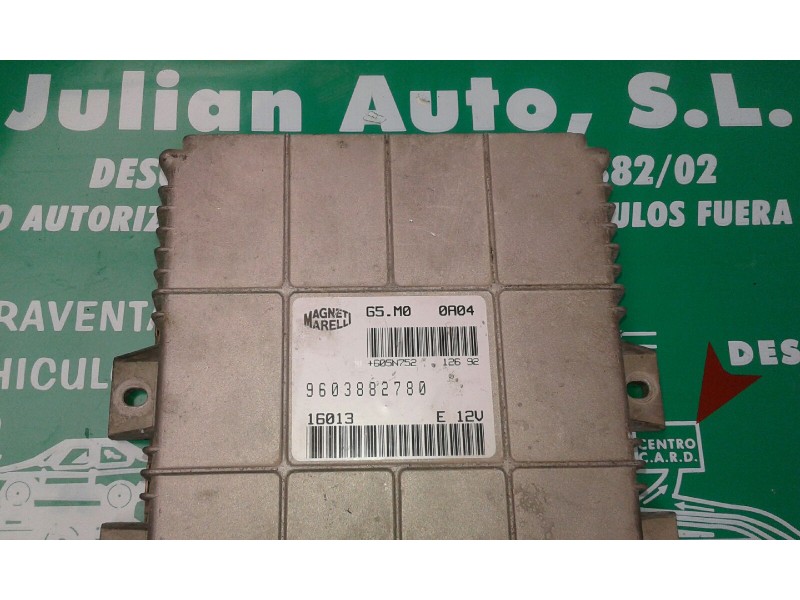 Julian Auto, S.L.
DES 482/02
O AUTORIZ ULOS FUERA
RAVENTA
HICUL
DES
CENTRO
C.A.R.D.
MAGNETI
MARELLI
G5.M0 0A04
+605N752 126 92
9603882780
16013 E 12V